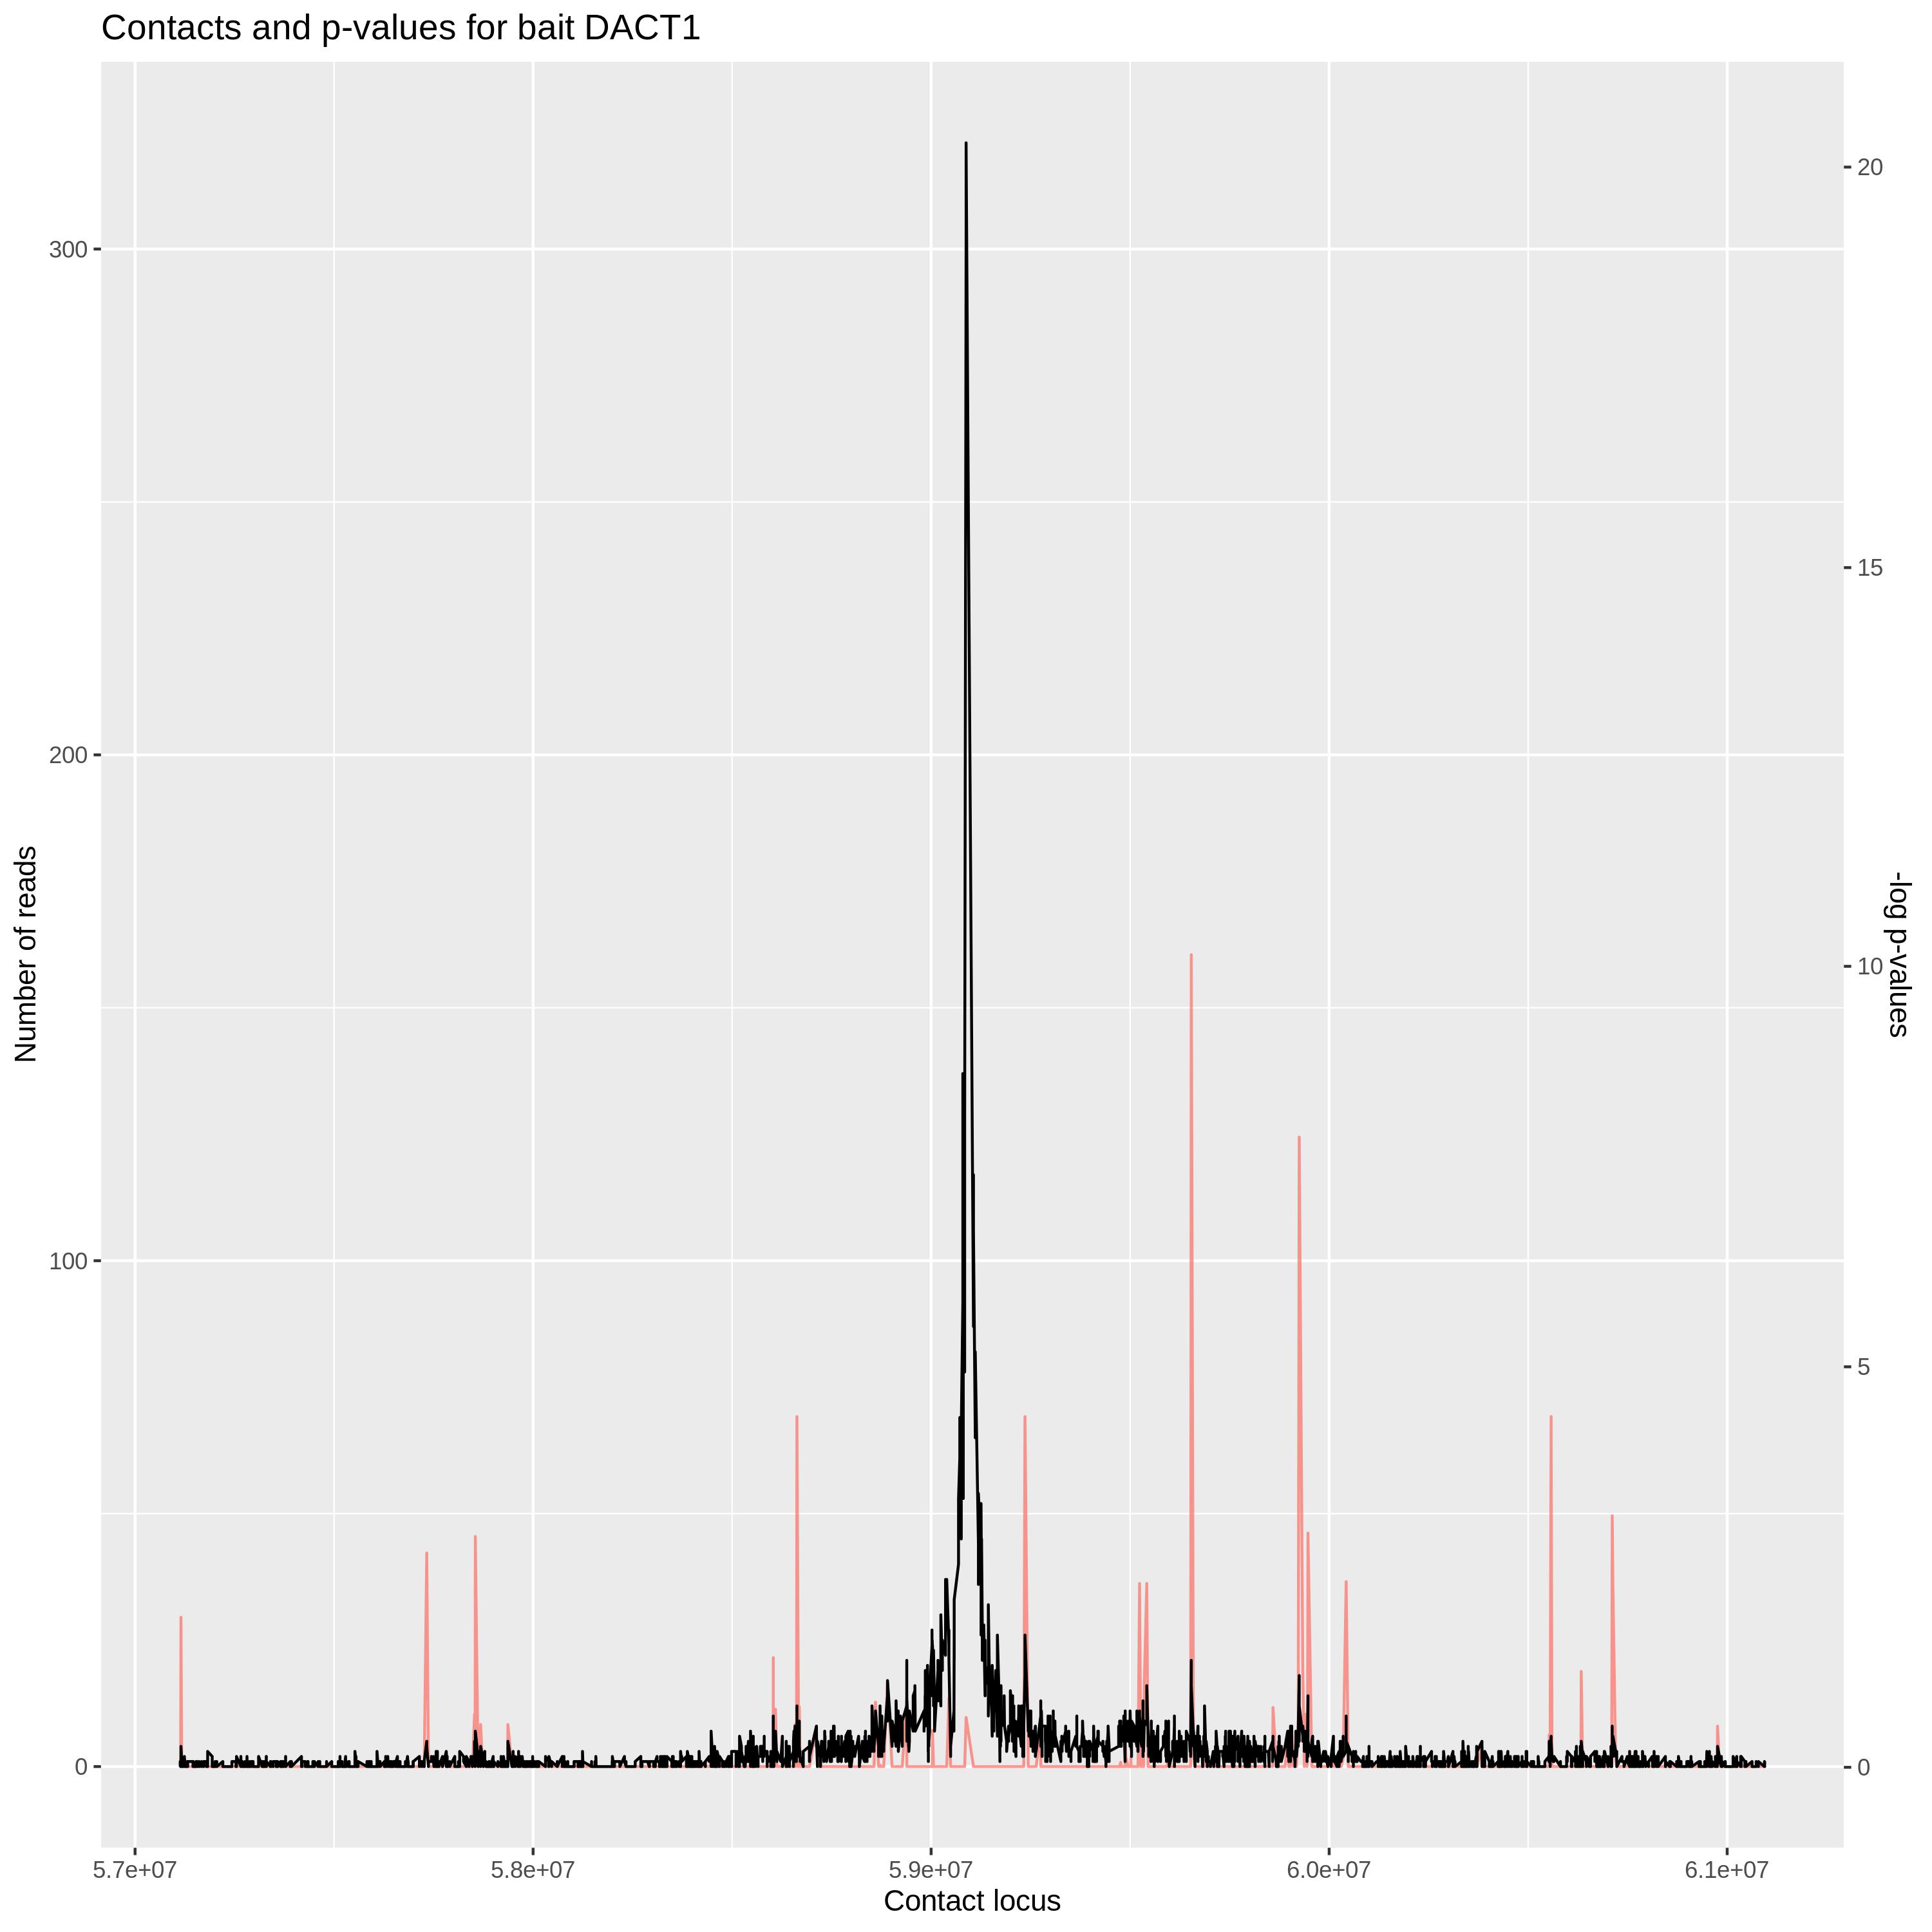 Contacts and p-values for bait DACT1
Number of reads
300
200
100
0
20
15
10
5
0
-log p-values
5.7e+07
5.8e+07
5.9e+07
6.0e+07
6.1e+07
Contact locus